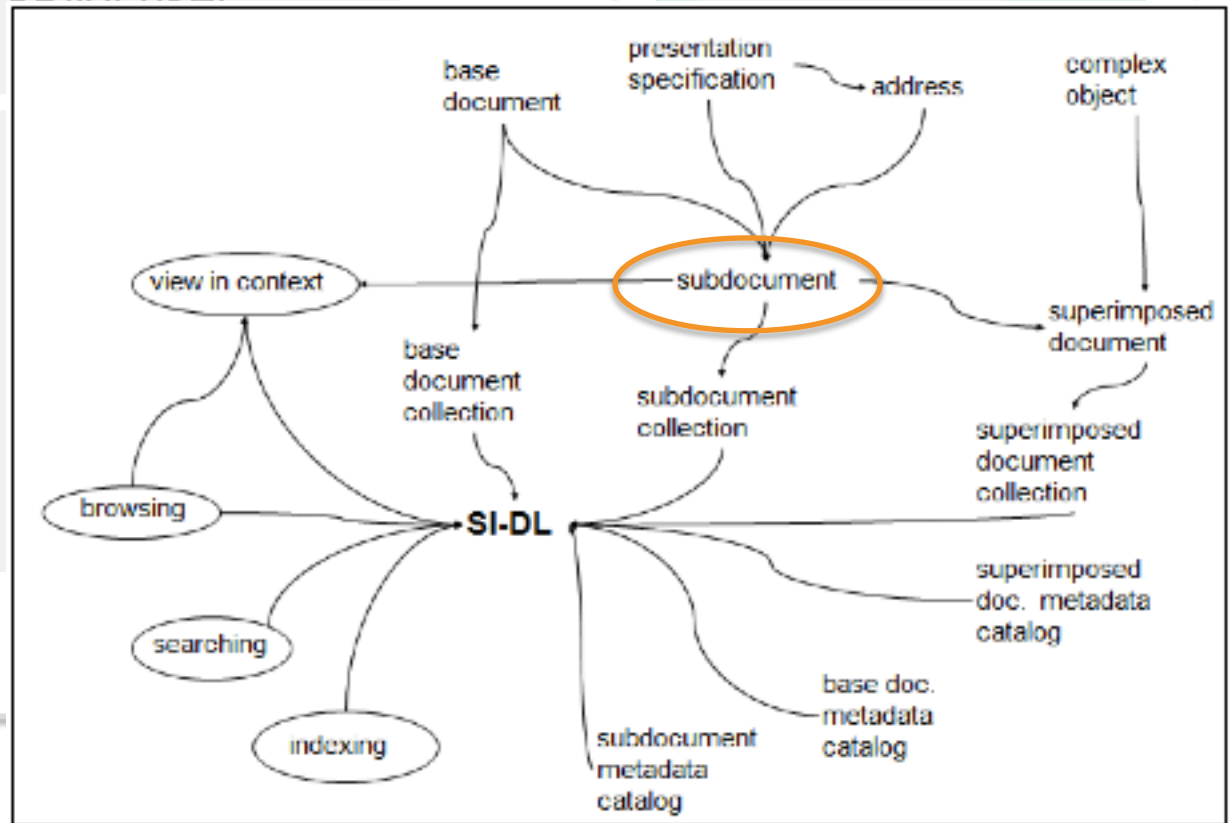 base
document
presentation
specification
address
complex
object
view in context
subdocument
superimposed
document
base
document
collection
subdocument
collection
superimposed
document
collection
browsing
SI-DL
searching
superimposed
doc. metadata
catalog
indexing
subdocument
metadata
catalog
base doc.
metadata
catalog